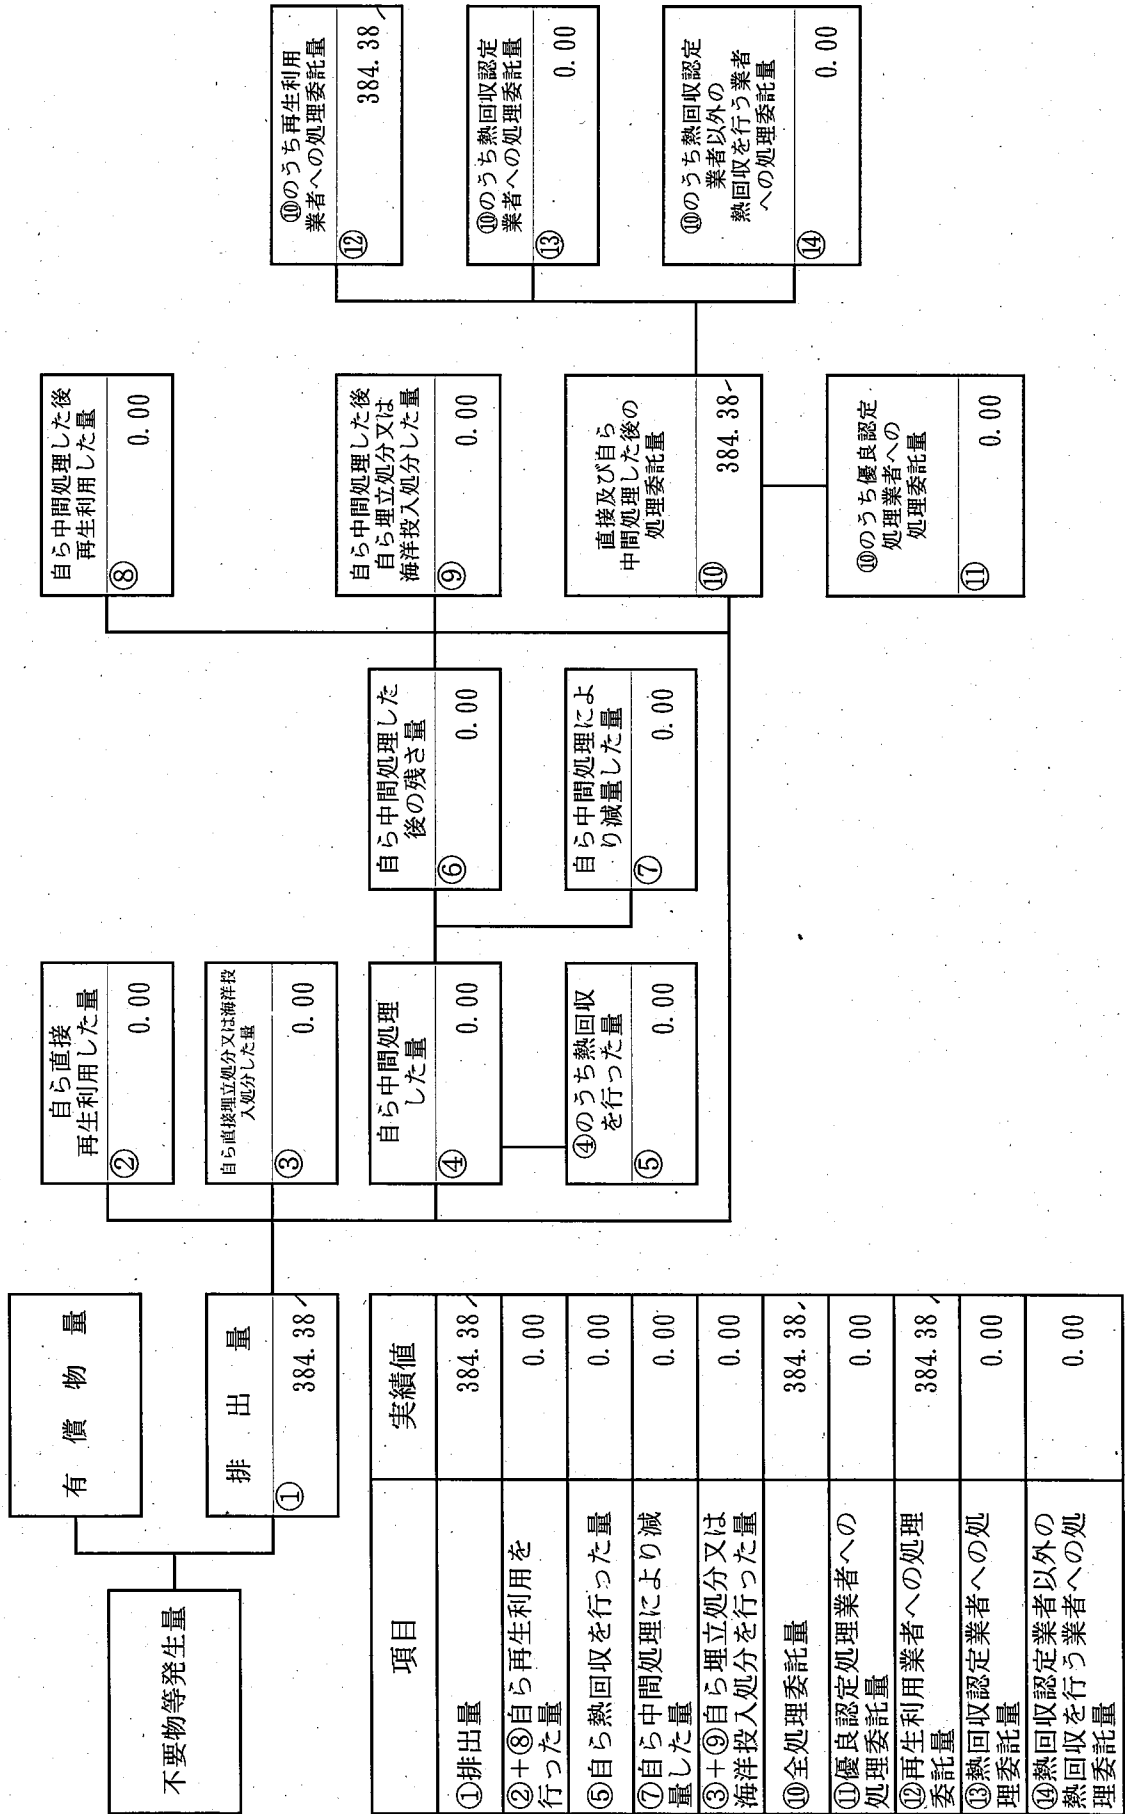 不要物等発生量
有償物量
排出量
①
384.38
自ら直接
再生利用した量
②
0.00
自ら直接埋立処分又は海洋投
入処分した量
③
0.00
自ら中間処理
した量
④
0.00
④のうち熱回収
を行った量
⑤
0.00
自ら中間処理した
後の残さ量
⑥
0.00
自ら中間処理によ
り減量した量
⑦
0.00
自ら中間処理した後
再生利用した量
⑧
0.00
自ら中間処理した後
自ら埋立処分又は
海洋投入処分した量
⑨
0.00
直接及び自ら
中間処理した後の
処理委託量
⑩
384.38
⑩のうち優良認定
処理業者への
処理委託量
⑪
0.00
⑩のうち再生利用
業者への処理委託量
⑫
384.38
⑩のうち熱回収認定
業者への処理委託量
⑬
0.00
⑩のうち熱回収認定
業者以外の
熱回収を行う業者
への処理委託量
⑭
0.00
項目
実績値
①排出量
384.38
②+⑧自ら再生利用を
行った量
0.00
⑤自ら熱回収を行った量
0.00
⑦自ら中間処理により減
量した量
0.00
③+⑨自ら埋立処分又は
海洋投入処分を行った量
0.00
⑩全処理委託量
384.38
⑪優良認定処理業者への
処理委託量
0.00
⑫再生利用業者への処理
委託量
384.38
⑬熱回収認定業者への処
理委託量
0.00
⑭熱回収認定業者以外の
熱回収を行う業者への処
理委託量
0.00